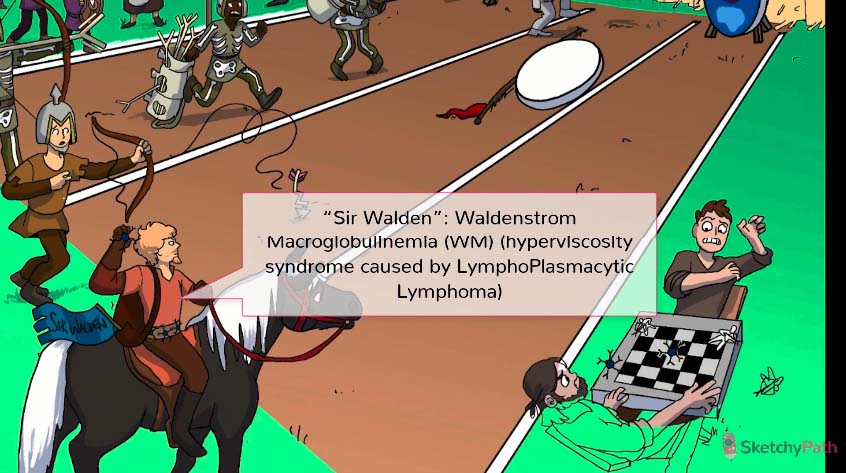 “Sir Walden”: Waldenstrom
Macroglobulinemia (WM) (hyperviscosity
syndrome caused by LymphoPlasmacytic
Lymphoma)
SIR WALDEN
SketchyPath